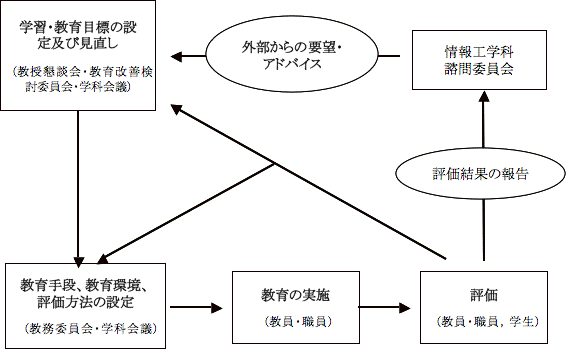 学習・教育目標の設
定及び見直し
(教授懇談会・教育改善検
討委員会・学科会議)
外部からの要望・
アドバイス
情報工学科
諮問委員会
評価結果の報告
教育手段、教育環境、
評価方法の設定
(教務委員会・学科会議)
教育の実施
(教員・職員)
評価
(教員・職員, 学生)